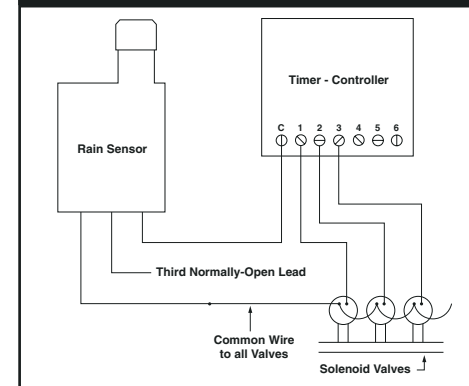 Timer - Controller
C 1 2 3 4 5 6
Rain Sensor
Third Normally-Open Lead
Common Wire
to all Valves
Solenoid Valves